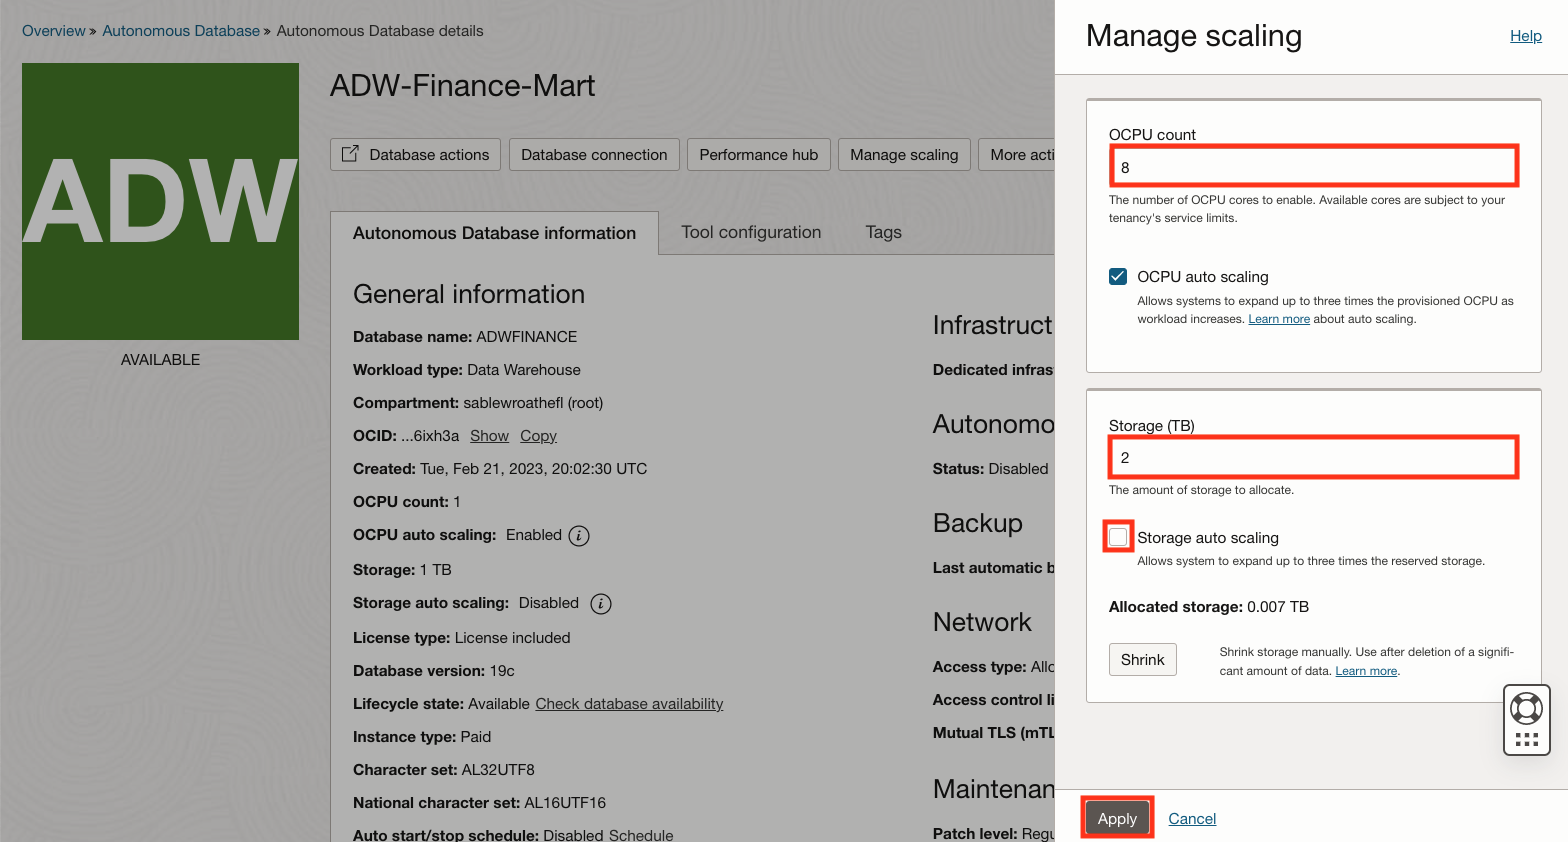 Overview » Autonomous Database » Autonomous Database details
ADW
AVAILABLE
ADW-Finance-Mart
Database actions
Database connection
Performance hub
Manage scaling
More acti
Autonomous Database information
Tool configuration
Tags
General information
Database name: ADWFINANCE
Workload type: Data Warehouse
Compartment: sablewroathefl (root)
OCID: ...6ixh3a Show Copy
Created: Tue, Feb 21, 2023, 20:02:30 UTC
OCPU count: 1
OCPU auto scaling: Enabled i
Storage: 1 TB
Storage auto scaling: Disabled i
License type: License included
Database version: 19c
Lifecycle state: Available Check database availability
Instance type: Paid
Character set: AL32UTF8
National character set: AL16UTF16
Auto start/stop schedule: Disabled Schedule
Infrastruct
Dedicated infras
Autonomo
Status: Disabled
Backup
Last automatic b
Network
Access type: Allo
Access control li
Mutual TLS (mTL
Maintenan
Patch level: Regu
Manage scaling
Help
OCPU count
8
The number of OCPU cores to enable. Available cores are subject to your
tenancy's service limits.
OCPU auto scaling
Allows systems to expand up to three times the provisioned OCPU as
workload increases. Learn more about auto scaling.
Storage (TB)
2
The amount of storage to allocate.
Storage auto scaling
Allows system to expand up to three times the reserved storage.
Allocated storage: 0.007 TB
Shrink
Shrink storage manually. Use after deletion of a signifi-
cant amount of data. Learn more.
Apply
Cancel